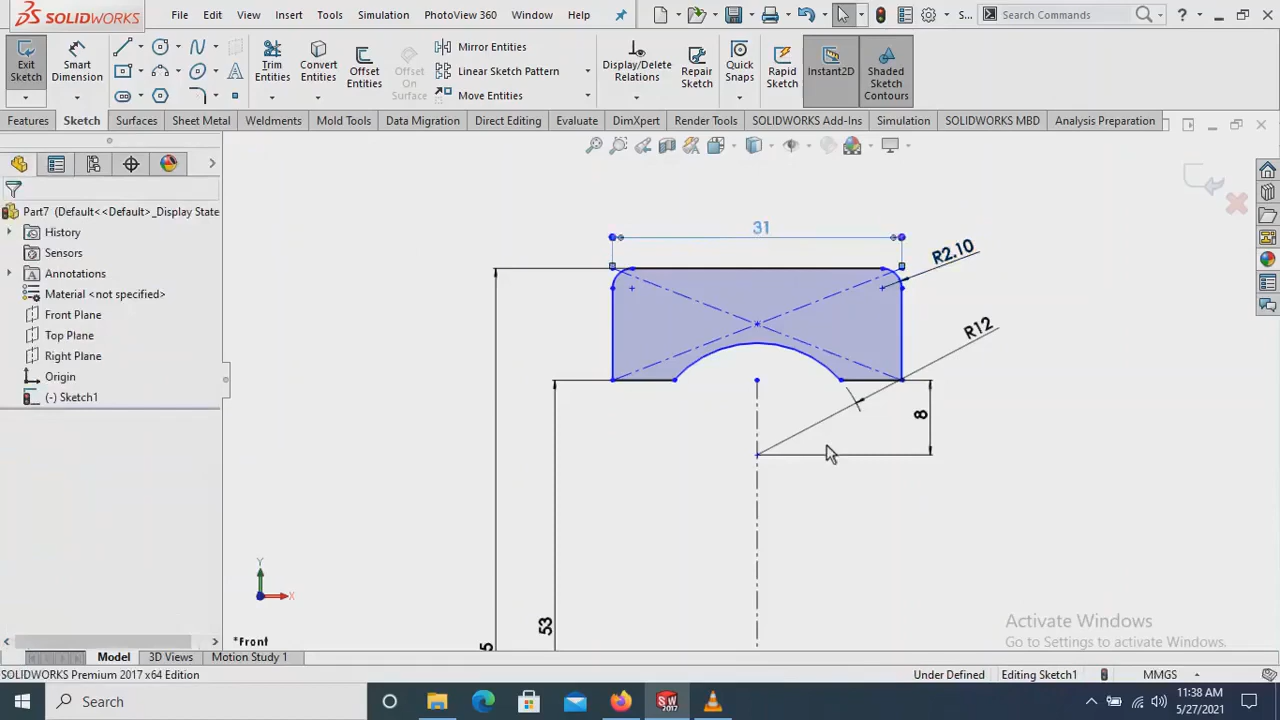 SOLIDWORKS File Edit View Insert Tools Simulation PhotoView 360 Window Help S... Search Commands
Exit Sketch Smart Dimension Trim Entities Convert Entities Offset Entities Offset On Surface Mirror Entities Linear Sketch Pattern Move Entities Display/Delete Relations Repair Sketch Quick Snaps Rapid Sketch Instant2D Shaded Sketch Contours
Features Sketch Surfaces Sheet Metal Weldments Mold Tools Data Migration Direct Editing Evaluate DimXpert Render Tools SOLIDWORKS Add-Ins Simulation SOLIDWORKS MBD Analysis Preparation
Part7 (Default<<Default>_Display State
History
Sensors
Annotations
Material <not specified>
Front Plane
Top Plane
Right Plane
Origin
(-) Sketch1
31
R2.10
R12
8
53
5
Y
X
*Front
Activate Windows
Go to Settings to activate Windows.
Model 3D Views Motion Study 1
SOLIDWORKS Premium 2017 x64 Edition Under Defined Editing Sketch1 MMGS
Search SW 2017 11:38 AM
5/27/2021